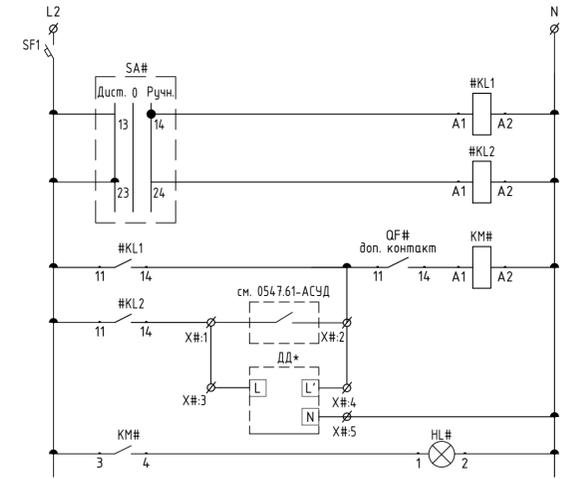 L2 N
SF1
SA#
Дист. 0 Ручн.
#KL1
13 14 A1 A2
#KL2
23 24 A1 A2
#KL1 QF# KM#
доп. контакт
11 14 11 14 A1 A2
#KL2 см. 0547.61-АСУД
11 14 X#:1 X#:2
ДД*
L L'
X#:3 X#:4
N
X#:5
KM# HL#
3 4 1 2